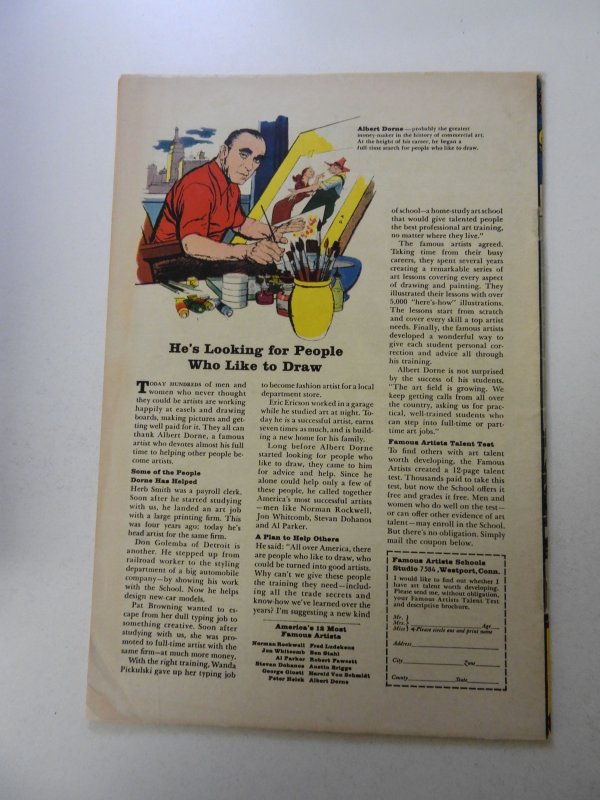 Albert Dorne — probably the greatest
money-maker in the history of commercial art.
At the height of his career, he began a
full-time search for people who like to draw.
He's Looking for People
Who Like to Draw
TODAY HUNDREDS of men and
women who never thought
they could be artists are working
happily at easels and drawing
boards, making pictures and get-
ting well paid for it. They all can
thank Albert Dorne, a famous
artist who devotes almost his full
time to helping other people be-
come artists.
Some of the People
Dorne Has Helped
Herb Smith was a payroll clerk.
Soon after he started studying
with us, he landed an art job
with a large printing firm. This
was four years ago; today he's
head artist for the same firm.
Don Golemba of Detroit is
another. He stepped up from
railroad worker to the styling
department of a big automobile
company—by showing his work
with the School. Now he helps
design new-car models.
Pat Browning wanted to es-
cape from her dull typing job to
something creative. Soon after
studying with us, she was pro-
moted to full-time artist with the
same firm—at much more money.
With the right training, Wanda
Pickulski gave up her typing job
to become fashion artist for a local
department store.
Eric Ericson worked in a garage
while he studied art at night. To-
day he is a successful artist, earns
seven times as much, and is build-
ing a new home for his family.
Long before Albert Dorne
started looking for people who
like to draw, they came to him
for advice and help. Since he
alone could help only a few of
these people, he called together
America's most successful artists
—men like Norman Rockwell,
Jon Whitcomb, Stevan Dohanos
and Al Parker.
A Plan to Help Others
He said: "All over America, there
are people who like to draw, who
could be turned into good artists.
Why can't we give these people
the training they need—includ-
ing all the trade secrets and
know-how we've learned over the
years? I'm suggesting a new kind
America's 12 Most
Famous Artists
Norman Rockwell Fred Ludekens
Jon Whitcomb Ben Stahl
Al Parker Robert Fawcett
Stevan Dohanos Austin Briggs
George Giusti Harold Von Schmidt
Peter Helck Albert Dorne
of school—a home-study art school
that would give talented people
the best professional art training,
no matter where they live."
The famous artists agreed.
Taking time from their busy
careers, they spent several years
creating a remarkable series of
art lessons covering every aspect
of drawing and painting. They
illustrated their lessons with over
5,000 "here's-how" illustrations.
The lessons start from scratch
and cover every skill a top artist
needs. Finally, the famous artists
developed a wonderful way to
give each student personal cor-
rection and advice all through
his training.
Albert Dorne is not surprised
by the success of his students.
"The art field is growing. We
keep getting calls from all over
the country, asking us for prac-
tical, well-trained students who
can step into full-time or part-
time art jobs."
Famous Artists Talent Test
To find others with art talent
worth developing, the Famous
Artists created a 12-page talent
test. Thousands paid to take this
test, but now the School offers it
free and grades it free. Men and
women who do well on the test—
or can offer other evidence of art
talent—may enroll in the School.
But there's no obligation. Simply
mail the coupon below.
Famous Artists Schools
Studio 7584, Westport, Conn.
I would like to find out whether I
have art talent worth developing.
Please send me, without obligation,
your Famous Artists Talent Test
and descriptive brochure.
Mr.
Mrs. Age
Miss Please circle one and print name
Address
City Zone
County State